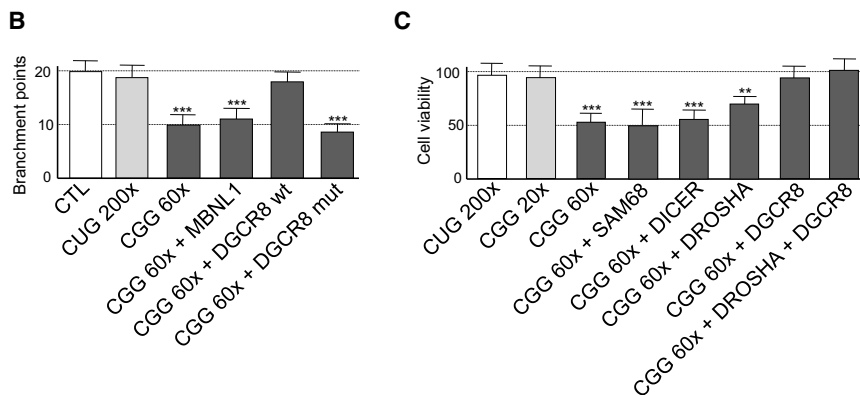 B
Branchment points
20
10
0
***
***
***
CTL
CUG 200x
CGG 60x
CGG 60x + MBNL1
CGG 60x + DGCR8 wt
CGG 60x + DGCR8 mut
C
Cell viability
100
50
0
***
***
***
**
CUG 200x
CGG 20x
CGG 60x
CGG 60x + SAM68
CGG 60x + DICER
CGG 60x + DROSHA
CGG 60x + DGCR8
CGG 60x + DROSHA + DGCR8